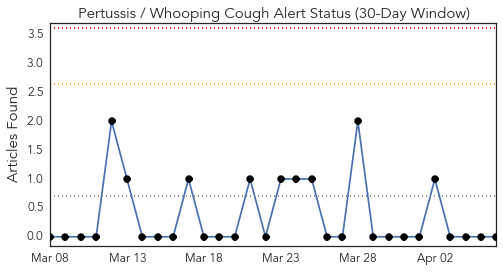 Pertussis / Whooping Cough Alert Status (30-Day Window)
Articles Found
3.5
3.0
2.5
2.0
1.5
1.0
0.5
0.0
Mar 08 Mar 13 Mar 18 Mar 23 Mar 28 Apr 02